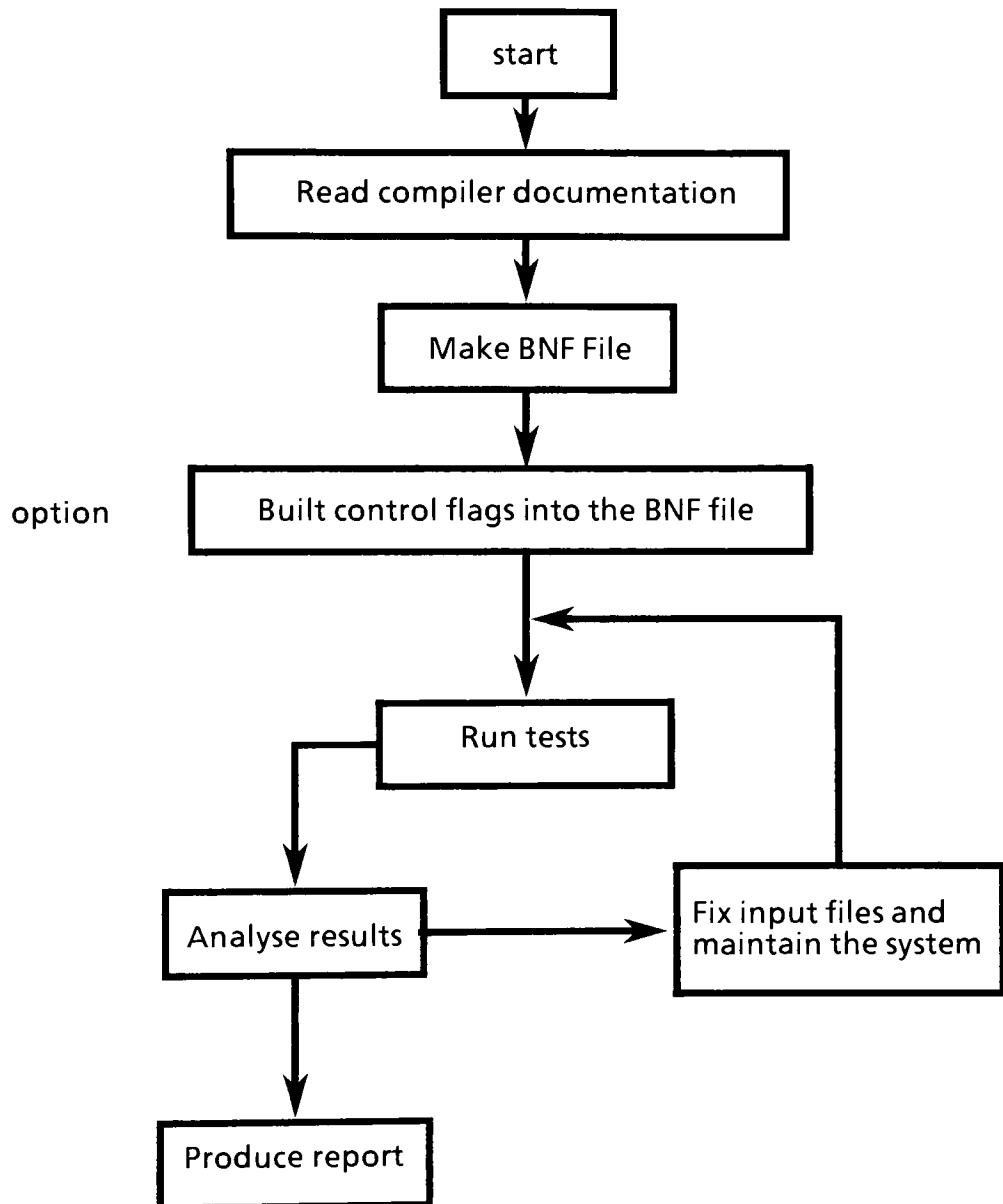 start
Read compiler documentation
Make BNF File
option
Built control flags into the BNF file
Run tests
Analyse results
Fix input files and
maintain the system
Produce report